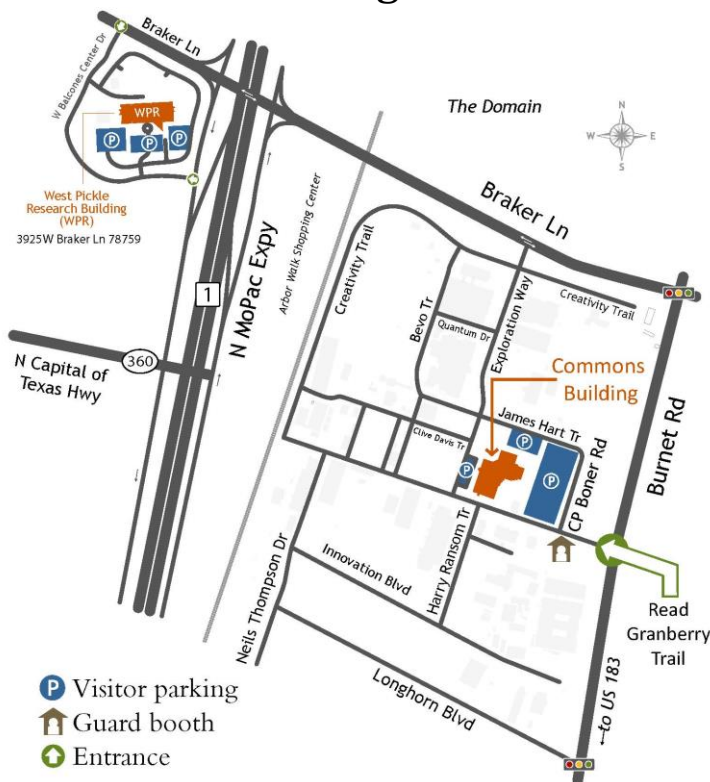 Braker Ln
W Balcones Center Dr
WPR
P
P
P
West Pickle
Research Building
(WPR)
3925W Braker Ln 78759
The Domain
N
W
E
S
Braker Ln
Arbor Walk Shopping Center
Creativity Trail
Creativity Trail
1
N MoPac Expy
Bevo Tr
Quantum Dr
Exploration Way
360
N Capital of
Texas Hwy
Commons
Building
James Hart Tr
Clive Davis Tr
P
P
P
CP Boner Rd
Burnet Rd
Harry Ransom Tr
Innovation Blvd
Neils Thompson Dr
Read
Granberry
Trail
Longhorn Blvd
to US 183
P Visitor parking
Guard booth
Entrance